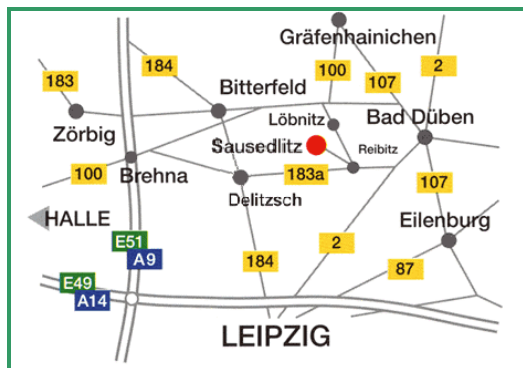 Gräfenhainichen
184
100
107
2
183
Bitterfeld
Löbnitz
Bad Düben
Zörbig
Sausedlitz
Reibitz
100
Brehna
183a
107
Delitzsch
HALLE
Eilenburg
E51
2
A9
184
87
E49
A14
LEIPZIG